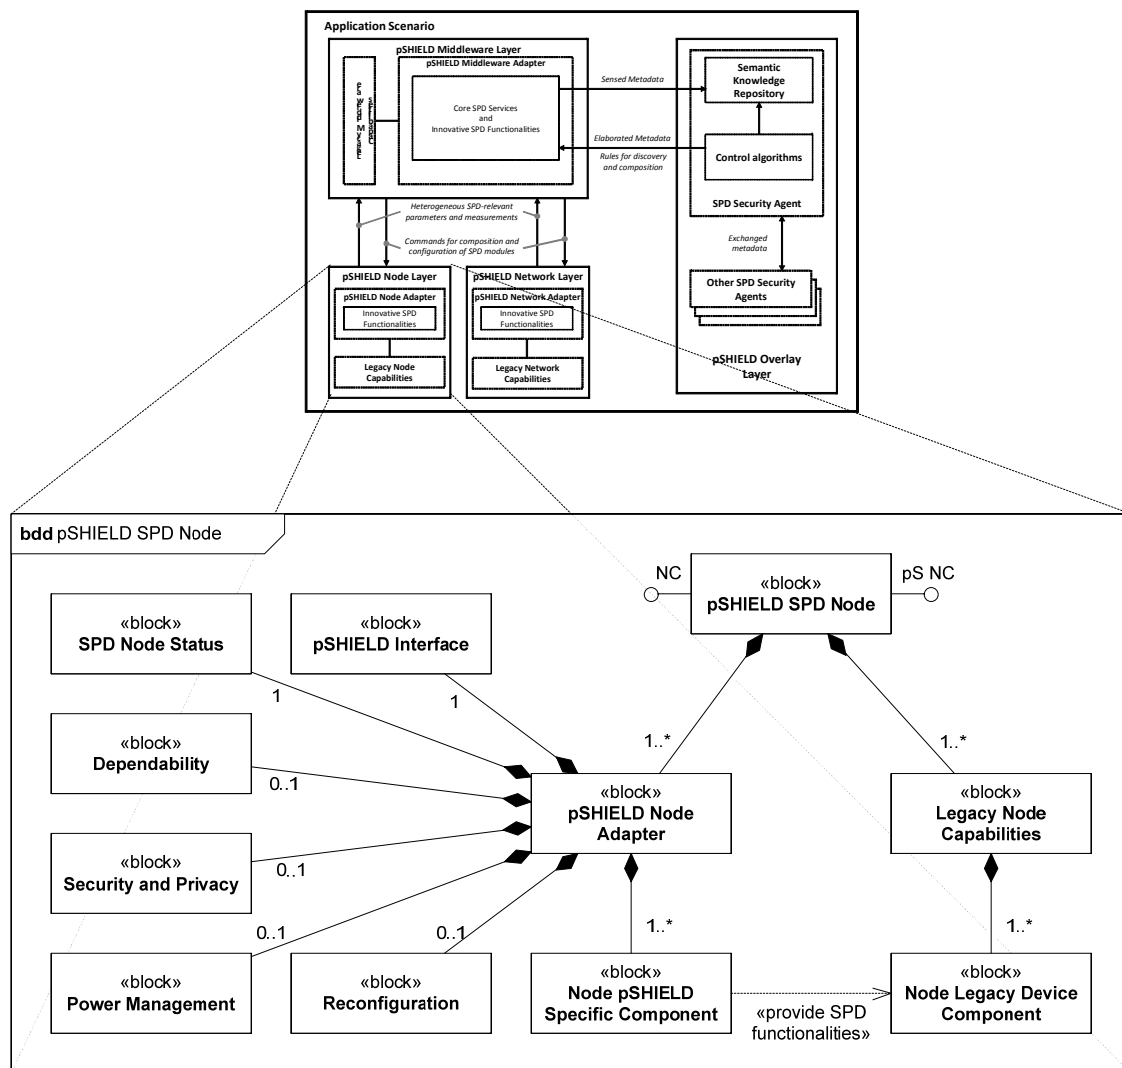 Application Scenario
pSHIELD Middleware Layer
pSHIELD Middleware Adapter
Core SPD Services
and
Innovative SPD Functionalities
Sensed Metadata
Semantic
Knowledge
Repository
Elaborated Metadata
Rules for discovery
and composition
Control algorithms
SPD Security Agent
Heterogeneous SPD-relevant
parameters and measurements
Commands for composition and
configuration of SPD modules
Exchanged
metadata
pSHIELD Node Layer
pSHIELD Node Adapter
Innovative SPD
Functionalities
Legacy Node
Capabilities
pSHIELD Network Layer
pSHIELD Network Adapter
Innovative SPD
Functionalities
Legacy Network
Capabilities
Other SPD Security
Agents
pSHIELD Overlay
Layer
bdd pSHIELD SPD Node
NC
«block»
pSHIELD SPD Node
pS NC
«block»
SPD Node Status
1
«block»
pSHIELD Interface
1
1..*
1..*
«block»
Dependability
0..1
«block»
pSHIELD Node
Adapter
«block»
Legacy Node
Capabilities
«block»
Security and Privacy
0..1
0..1
0..1
1..*
1..*
«block»
Power Management
«block»
Reconfiguration
«block»
Node pSHIELD
Specific Component
«provide SPD
functionalities»
«block»
Node Legacy Device
Component